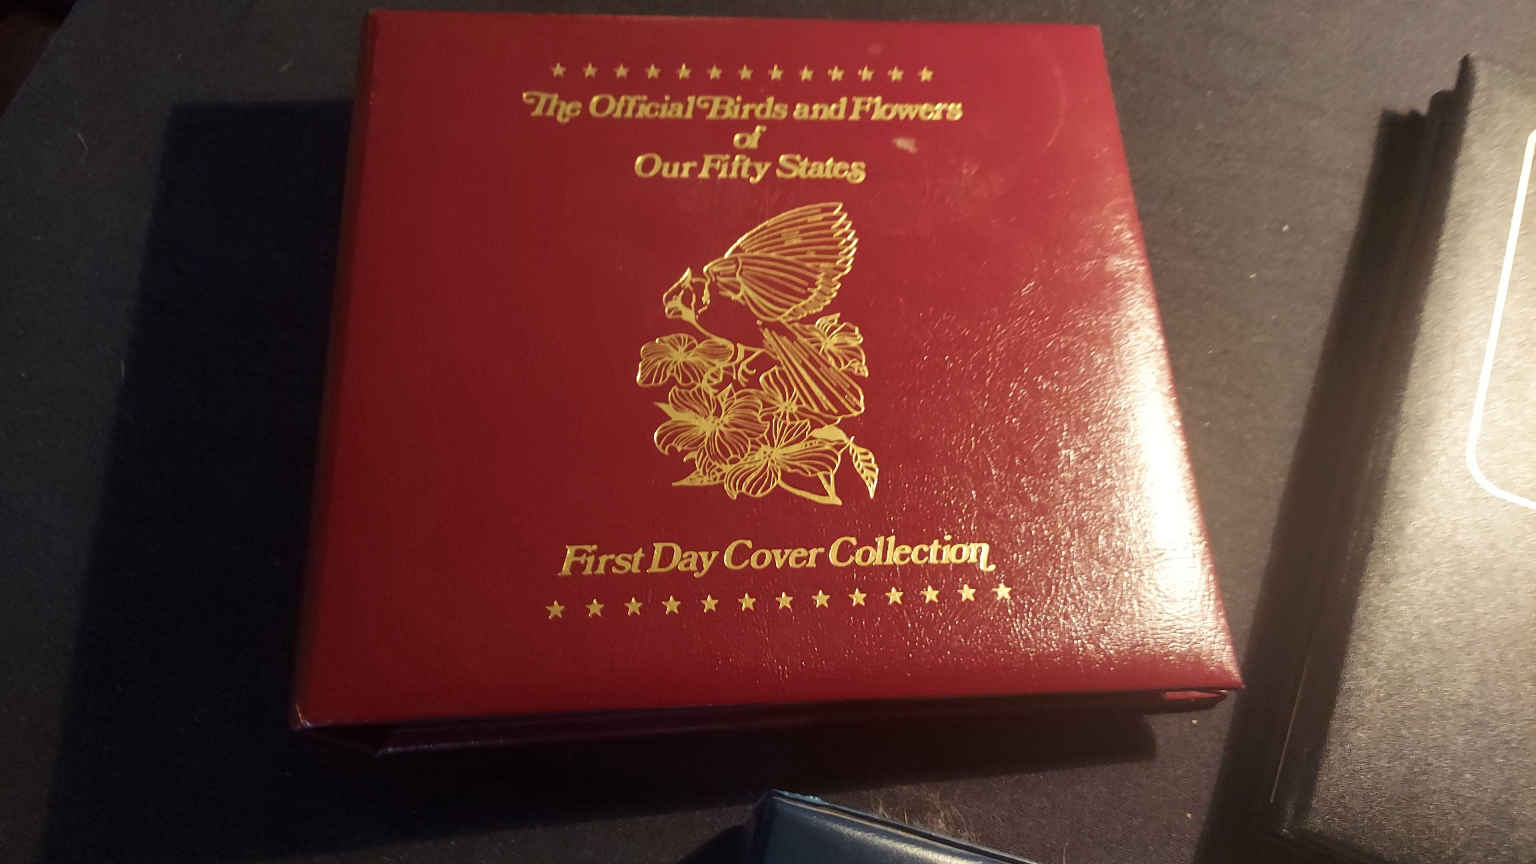 The Official Birds and Flowers
of
Our Fifty States
First Day Cover Collection